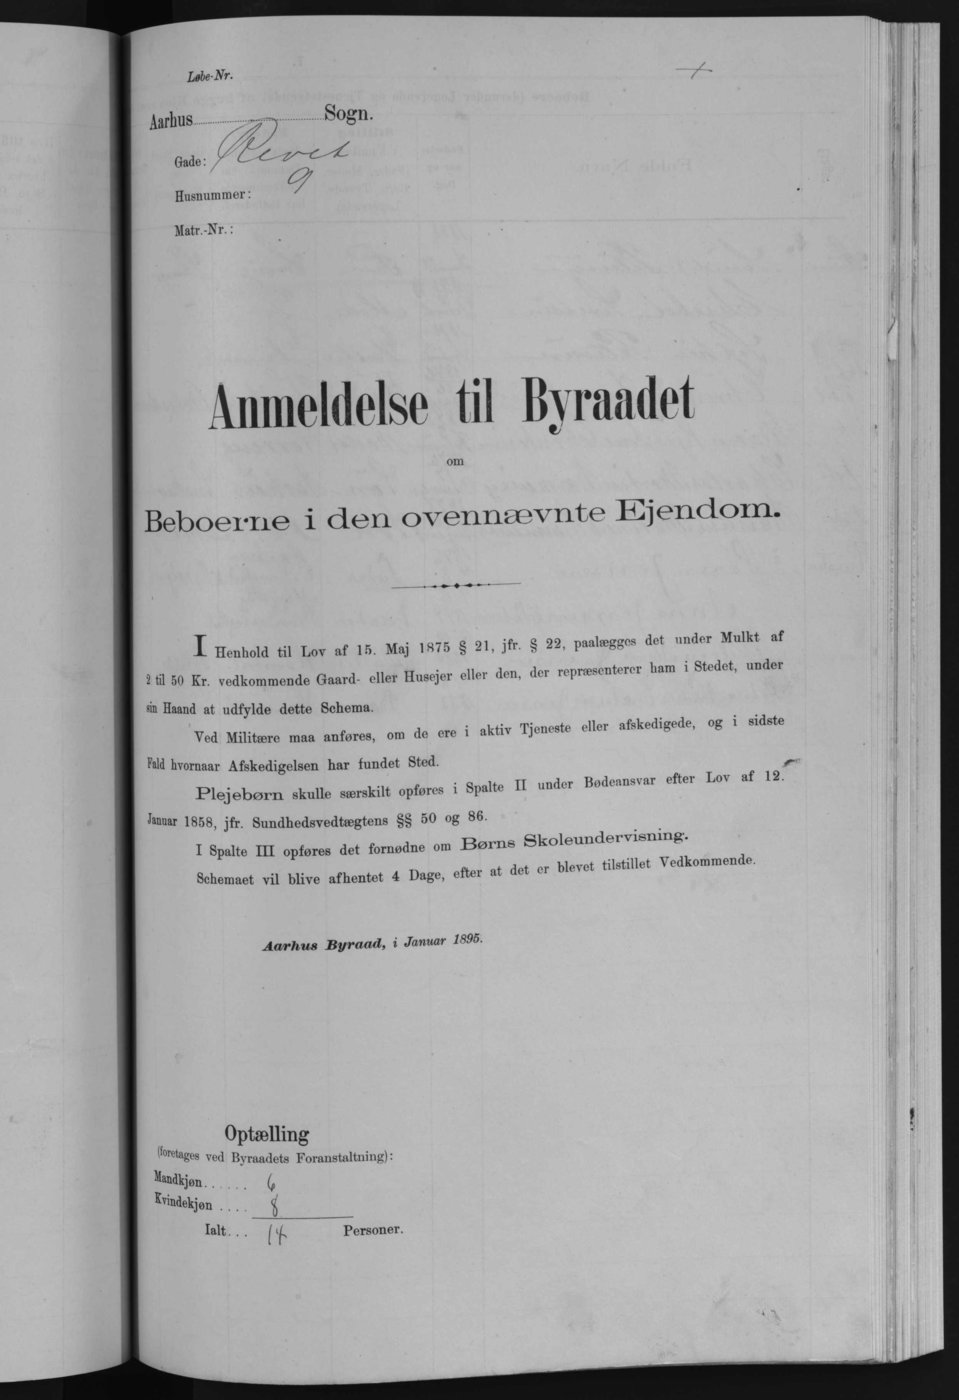 Løbe-Nr.
Aarhus Sogn.
Gade: Revet
Husnummer: 9
Matr.-Nr.:
Anmeldelse til Byraadet
om
Beboerne i den ovennævnte Ejendom.
I Henhold til Lov af 15. Maj 1875 § 21, jfr. § 22, paalægges det under Mulkt af
2 til 50 Kr. vedkommende Gaard- eller Husejer eller den, der repræsenterer ham i Stedet, under
sin Haand at udfylde dette Schema.
Ved Militære maa anføres, om de ere i aktiv Tjeneste eller afskedigede, og i sidste
Fald hvornaar Afskedigelsen har fundet Sted.
Plejebørn skulle særskilt opføres i Spalte II under Bødeansvar efter Lov af 12.
Januar 1858, jfr. Sundhedsvedtægtens §§ 50 og 86.
I Spalte III opføres det fornødne om Børns Skoleundervisning.
Schemaet vil blive afhentet 4 Dage, efter at det er blevet tilstillet Vedkommende.
Aarhus Byraad, i Januar 1895.
Optælling
(foretages ved Byraadets Foranstaltning):
Mandkjøn...... 6
Kvindekjøn .... 8
Ialt... 14 Personer.